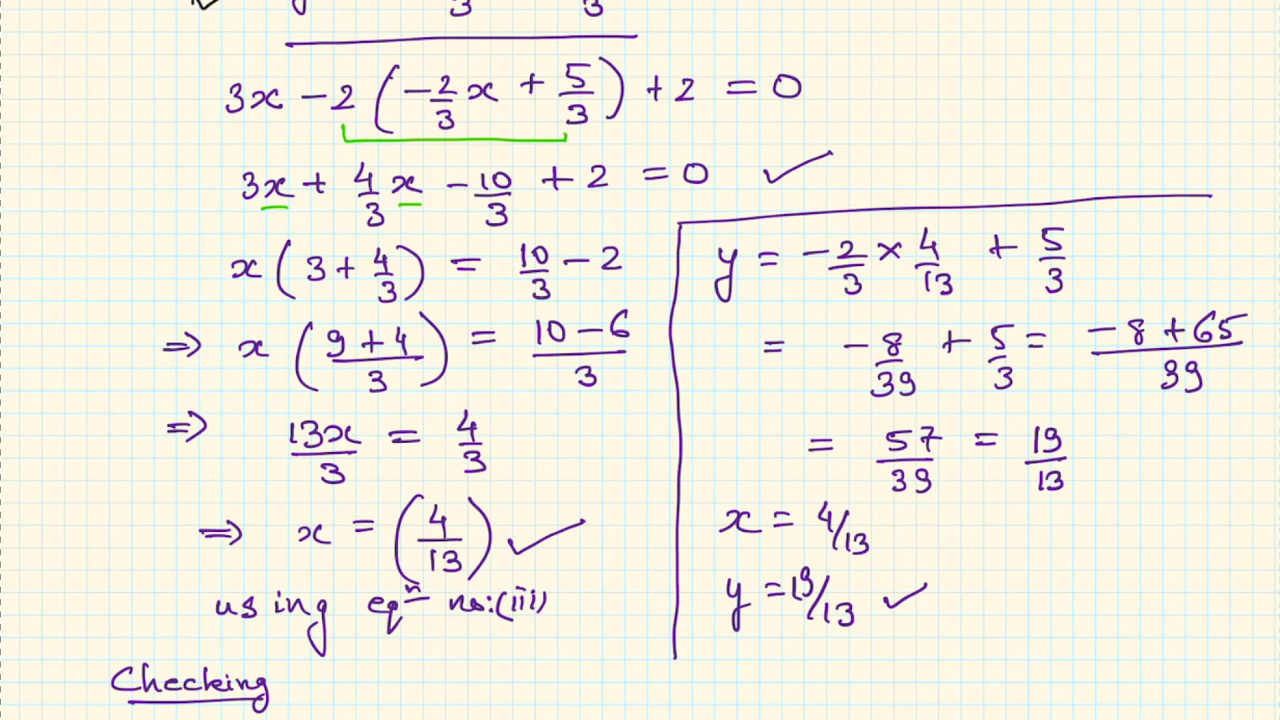 3x - 2 ( -2/3 x + 5/3 ) + 2 = 0
3x + 4/3 x - 10/3 + 2 = 0 ✓
x ( 3 + 4/3 ) = 10/3 - 2
⇒ x ( (9 + 4)/3 ) = (10 - 6)/3
⇒ 13x/3 = 4/3
⇒ x = ( 4/13 ) ✓
using eqⁿ no:(iii)
y = -2/3 × 4/13 + 5/3
= -8/39 + 5/3 = (-8 + 65)/39
= 57/39 = 19/13
x = 4/13
y = 19/13 ✓
Checking